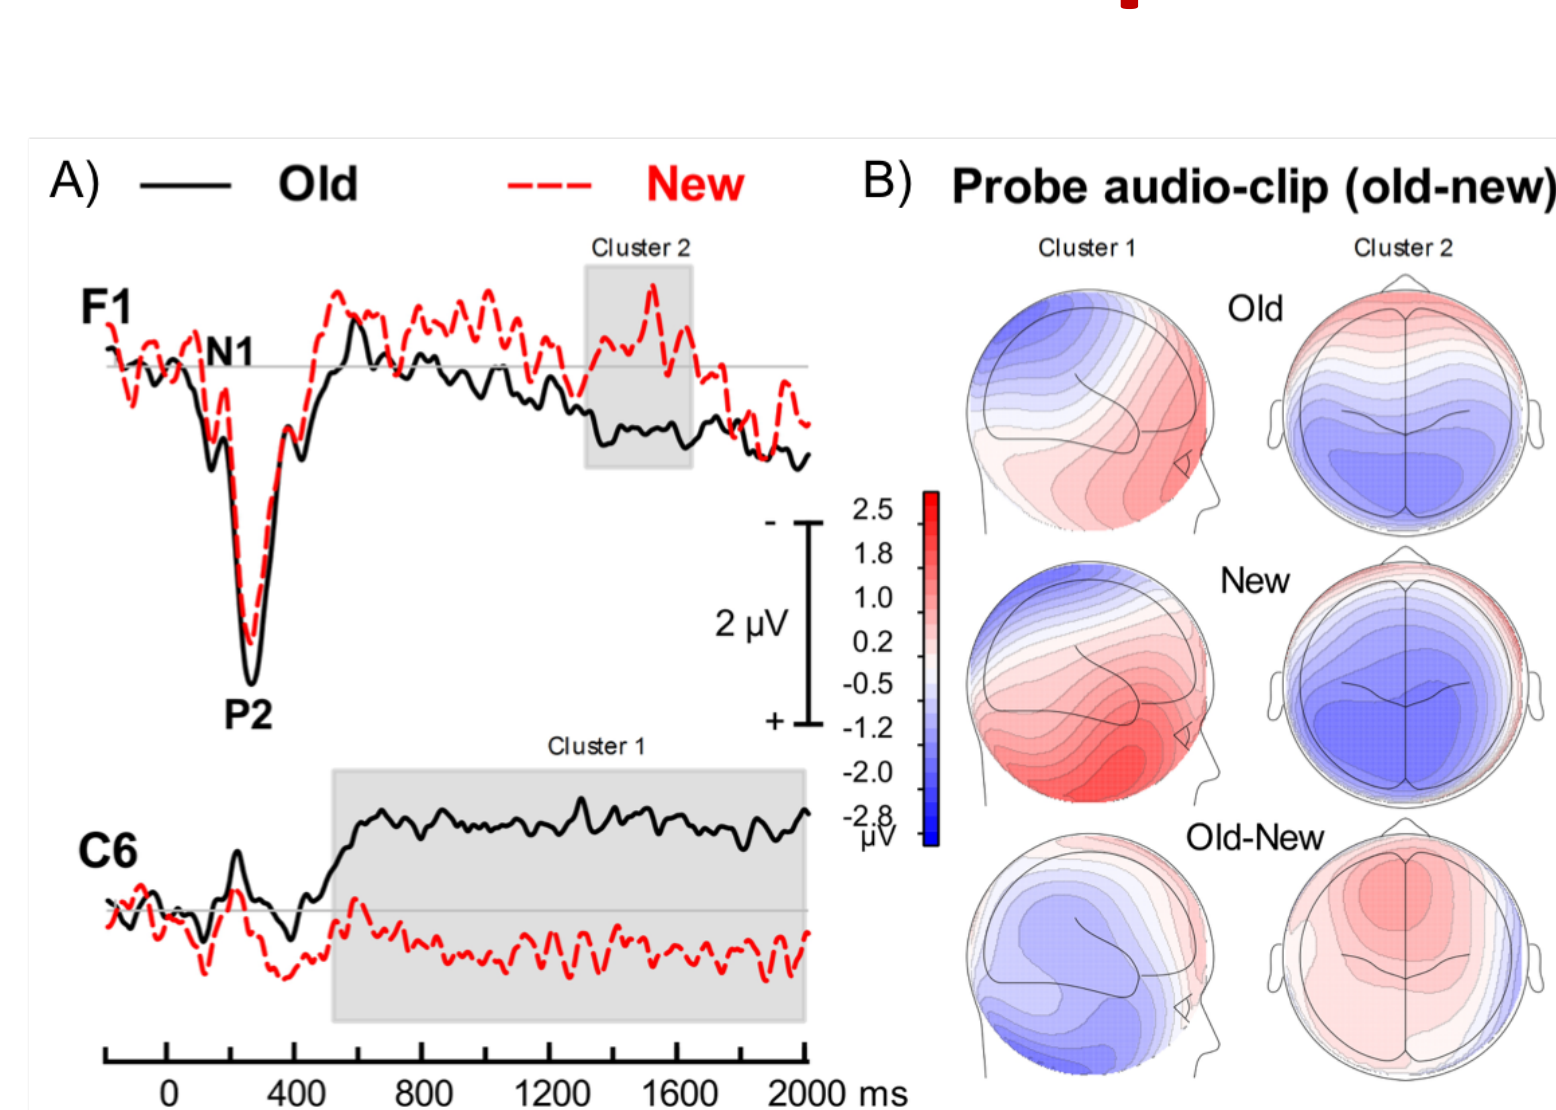 A)
Old
New
Cluster 2
F1
N1
P2
-
2 µV
+
Cluster 1
C6
0 400 800 1200 1600 2000 ms
B)
Probe audio-clip (old-new)
Cluster 1 Cluster 2
Old
New
Old-New
2.5
1.8
1.0
0.2
-0.5
-1.2
-2.0
-2.8
µV